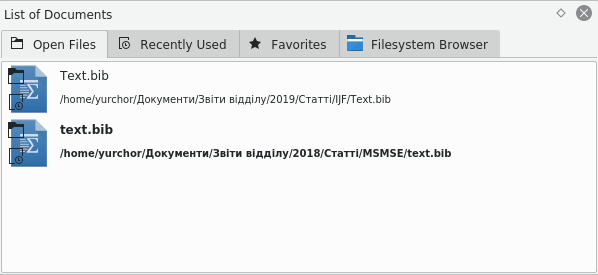 List of Documents
Open Files Recently Used Favorites Filesystem Browser
Text.bib
/home/yurchor/Документи/Звіти відділу/2019/Статті/IJF/Text.bib
text.bib
/home/yurchor/Документи/Звіти відділу/2018/Статті/MSMSE/text.bib